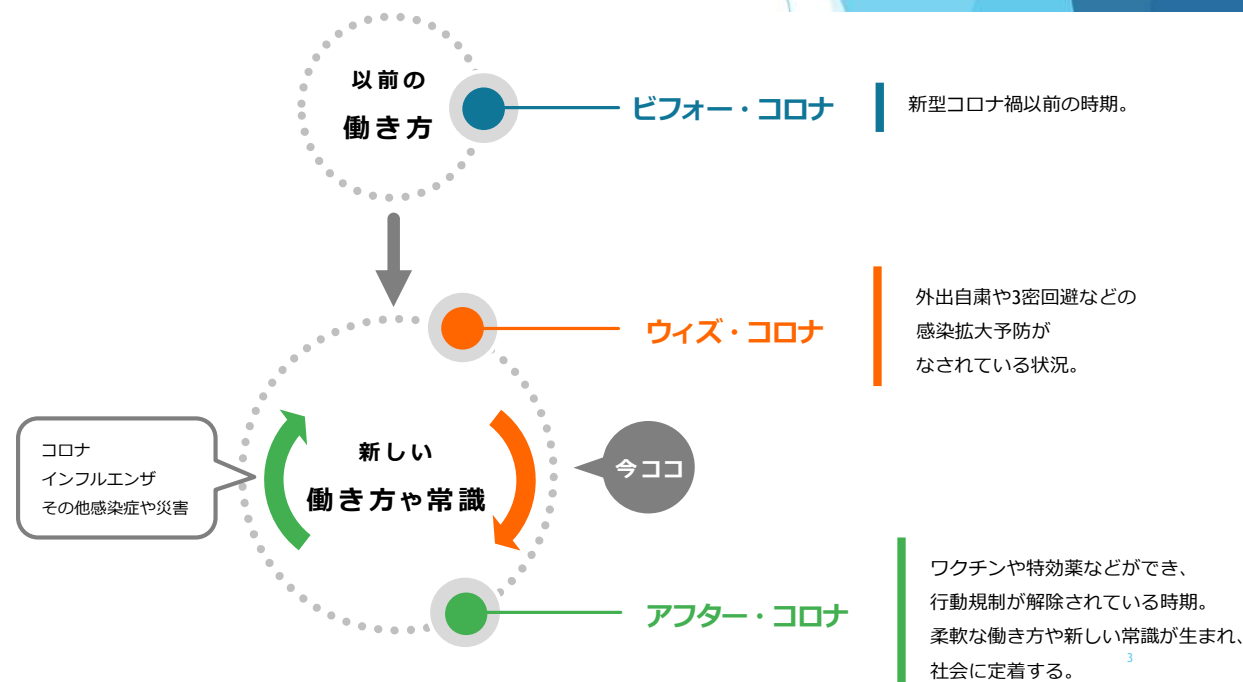 以前の
働き方
ビフォー・コロナ
新型コロナ禍以前の時期。
ウィズ・コロナ
外出自粛や3密回避などの
感染拡大予防が
なされている状況。
コロナ
インフルエンザ
その他感染症や災害
新しい
働き方や常識
今ココ
アフター・コロナ
ワクチンや特効薬などができ、
行動規制が解除されている時期。
柔軟な働き方や新しい常識が生まれ、
社会に定着する。
3